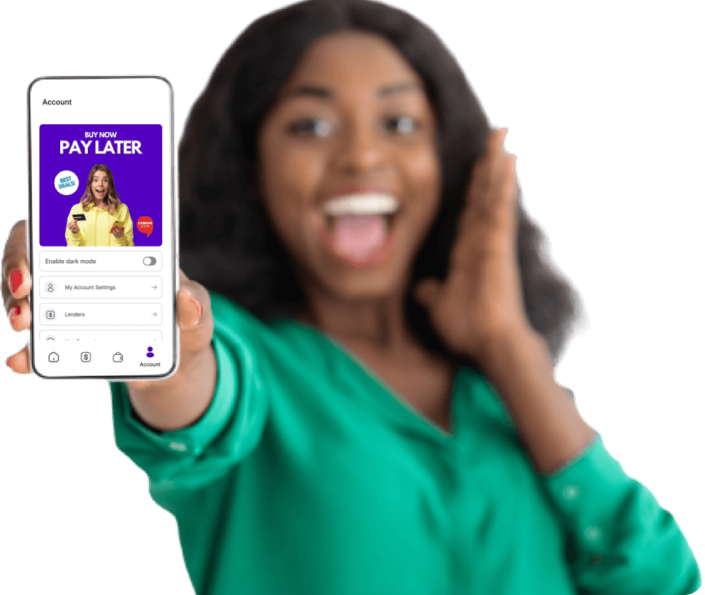 Account
BUY NOW
PAY LATER
BEST
DEALS!
Enable dark mode
My Account Settings
Lenders
Account